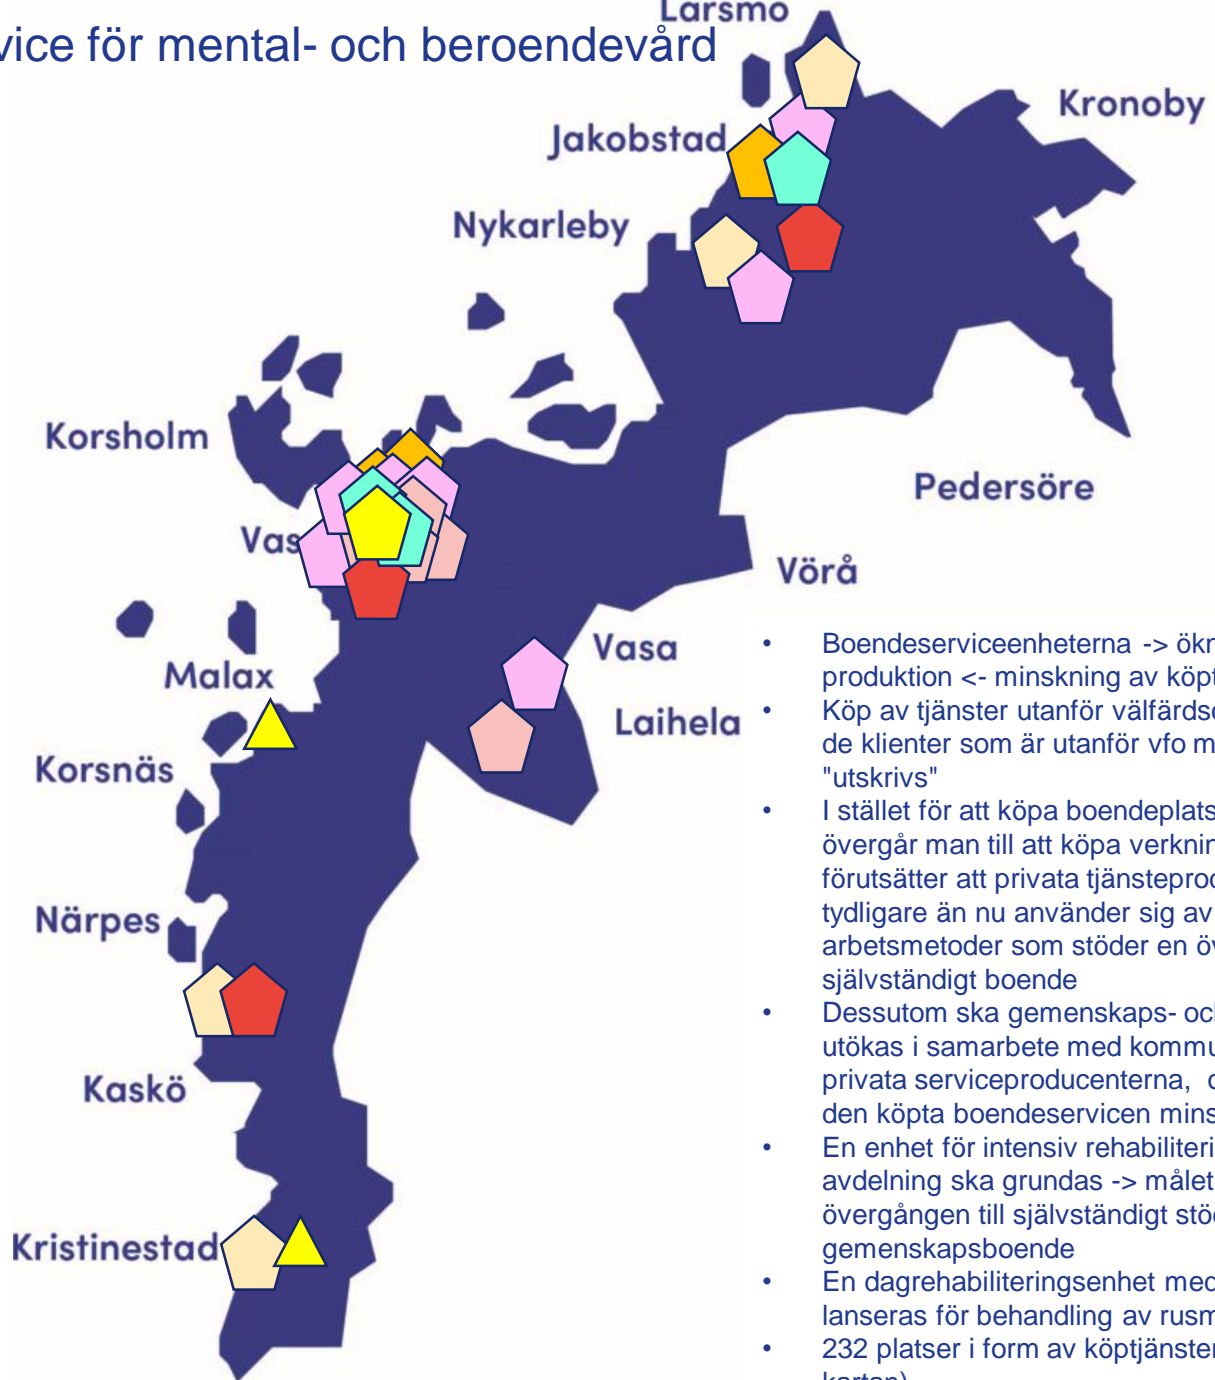 Larsmo
vice för mental- och beroendevård
Kronoby
Jakobstad
Nykarleby
Korsholm
Pedersöre
Vas
Vörå
Vasa
Malax
Laihela
Korsnäs
Närpes
Kaskö
Kristinestad
• Boendeserviceenheterna -> ökn
produktion <- minskning av köpt
• Köp av tjänster utanför välfärdso
de klienter som är utanför vfo m
"utskrivs"
• I stället för att köpa boendeplats
övergår man till att köpa verknin
förutsätter att privata tjänsteprod
tydligare än nu använder sig av
arbetsmetoder som stöder en öv
självständigt boende
• Dessutom ska gemenskaps- och
utökas i samarbete med kommu
privata serviceproducenterna, o
den köpta boendeservicen mins
• En enhet för intensiv rehabiliteri
avdelning ska grundas -> målet
övergången till självständigt stöd
gemenskapsboende
• En dagrehabiliteringsenhet med
lanseras för behandling av rusm
• 232 platser i form av köptjänster
kartan)